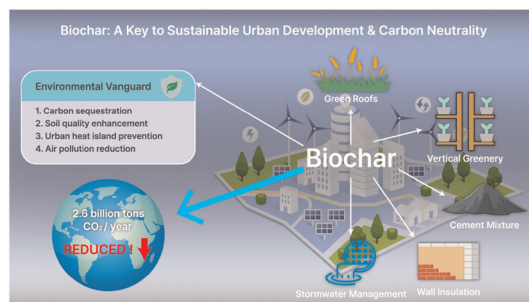 Biochar: A Key to Sustainable Urban Development & Carbon Neutrality
Environmental Vanguard
1. Carbon sequestration
2. Soil quality enhancement
3. Urban heat island prevention
4. Air pollution reduction
Green Roofs
Biochar
Vertical Greenery
2.6 billion tons
CO₂ / year
REDUCED !
Cement Mixture
Stormwater Management
Wall Insulation